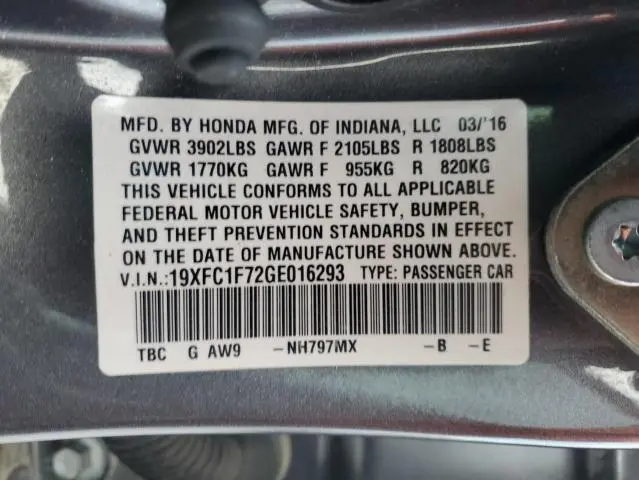 MFD. BY HONDA MFG. OF INDIANA, LLC 03/'16
GVWR 3902LBS GAWR F 2105LBS R 1808LBS
GVWR 1770KG GAWR F 955KG R 820KG
THIS VEHICLE CONFORMS TO ALL APPLICABLE
FEDERAL MOTOR VEHICLE SAFETY, BUMPER,
AND THEFT PREVENTION STANDARDS IN EFFECT
ON THE DATE OF MANUFACTURE SHOWN ABOVE.
V.I.N.:19XFC1F72GE016293 TYPE: PASSENGER CAR
TBC G AW9 -NH797MX -B -E